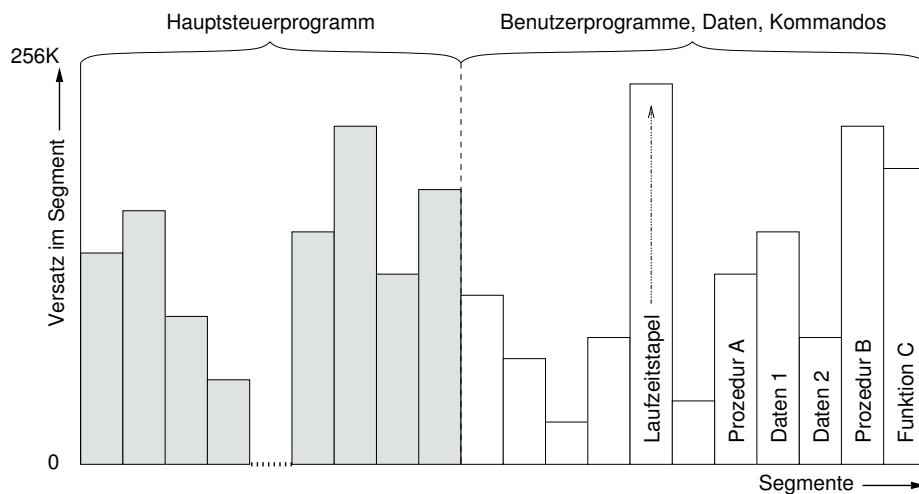 Hauptsteuerprogramm
Benutzerprogramme, Daten, Kommandos
256K
Versatz im Segment
Laufzeitstapel
Prozedur A
Daten 1
Daten 2
Prozedur B
Funktion C
0
Segmente